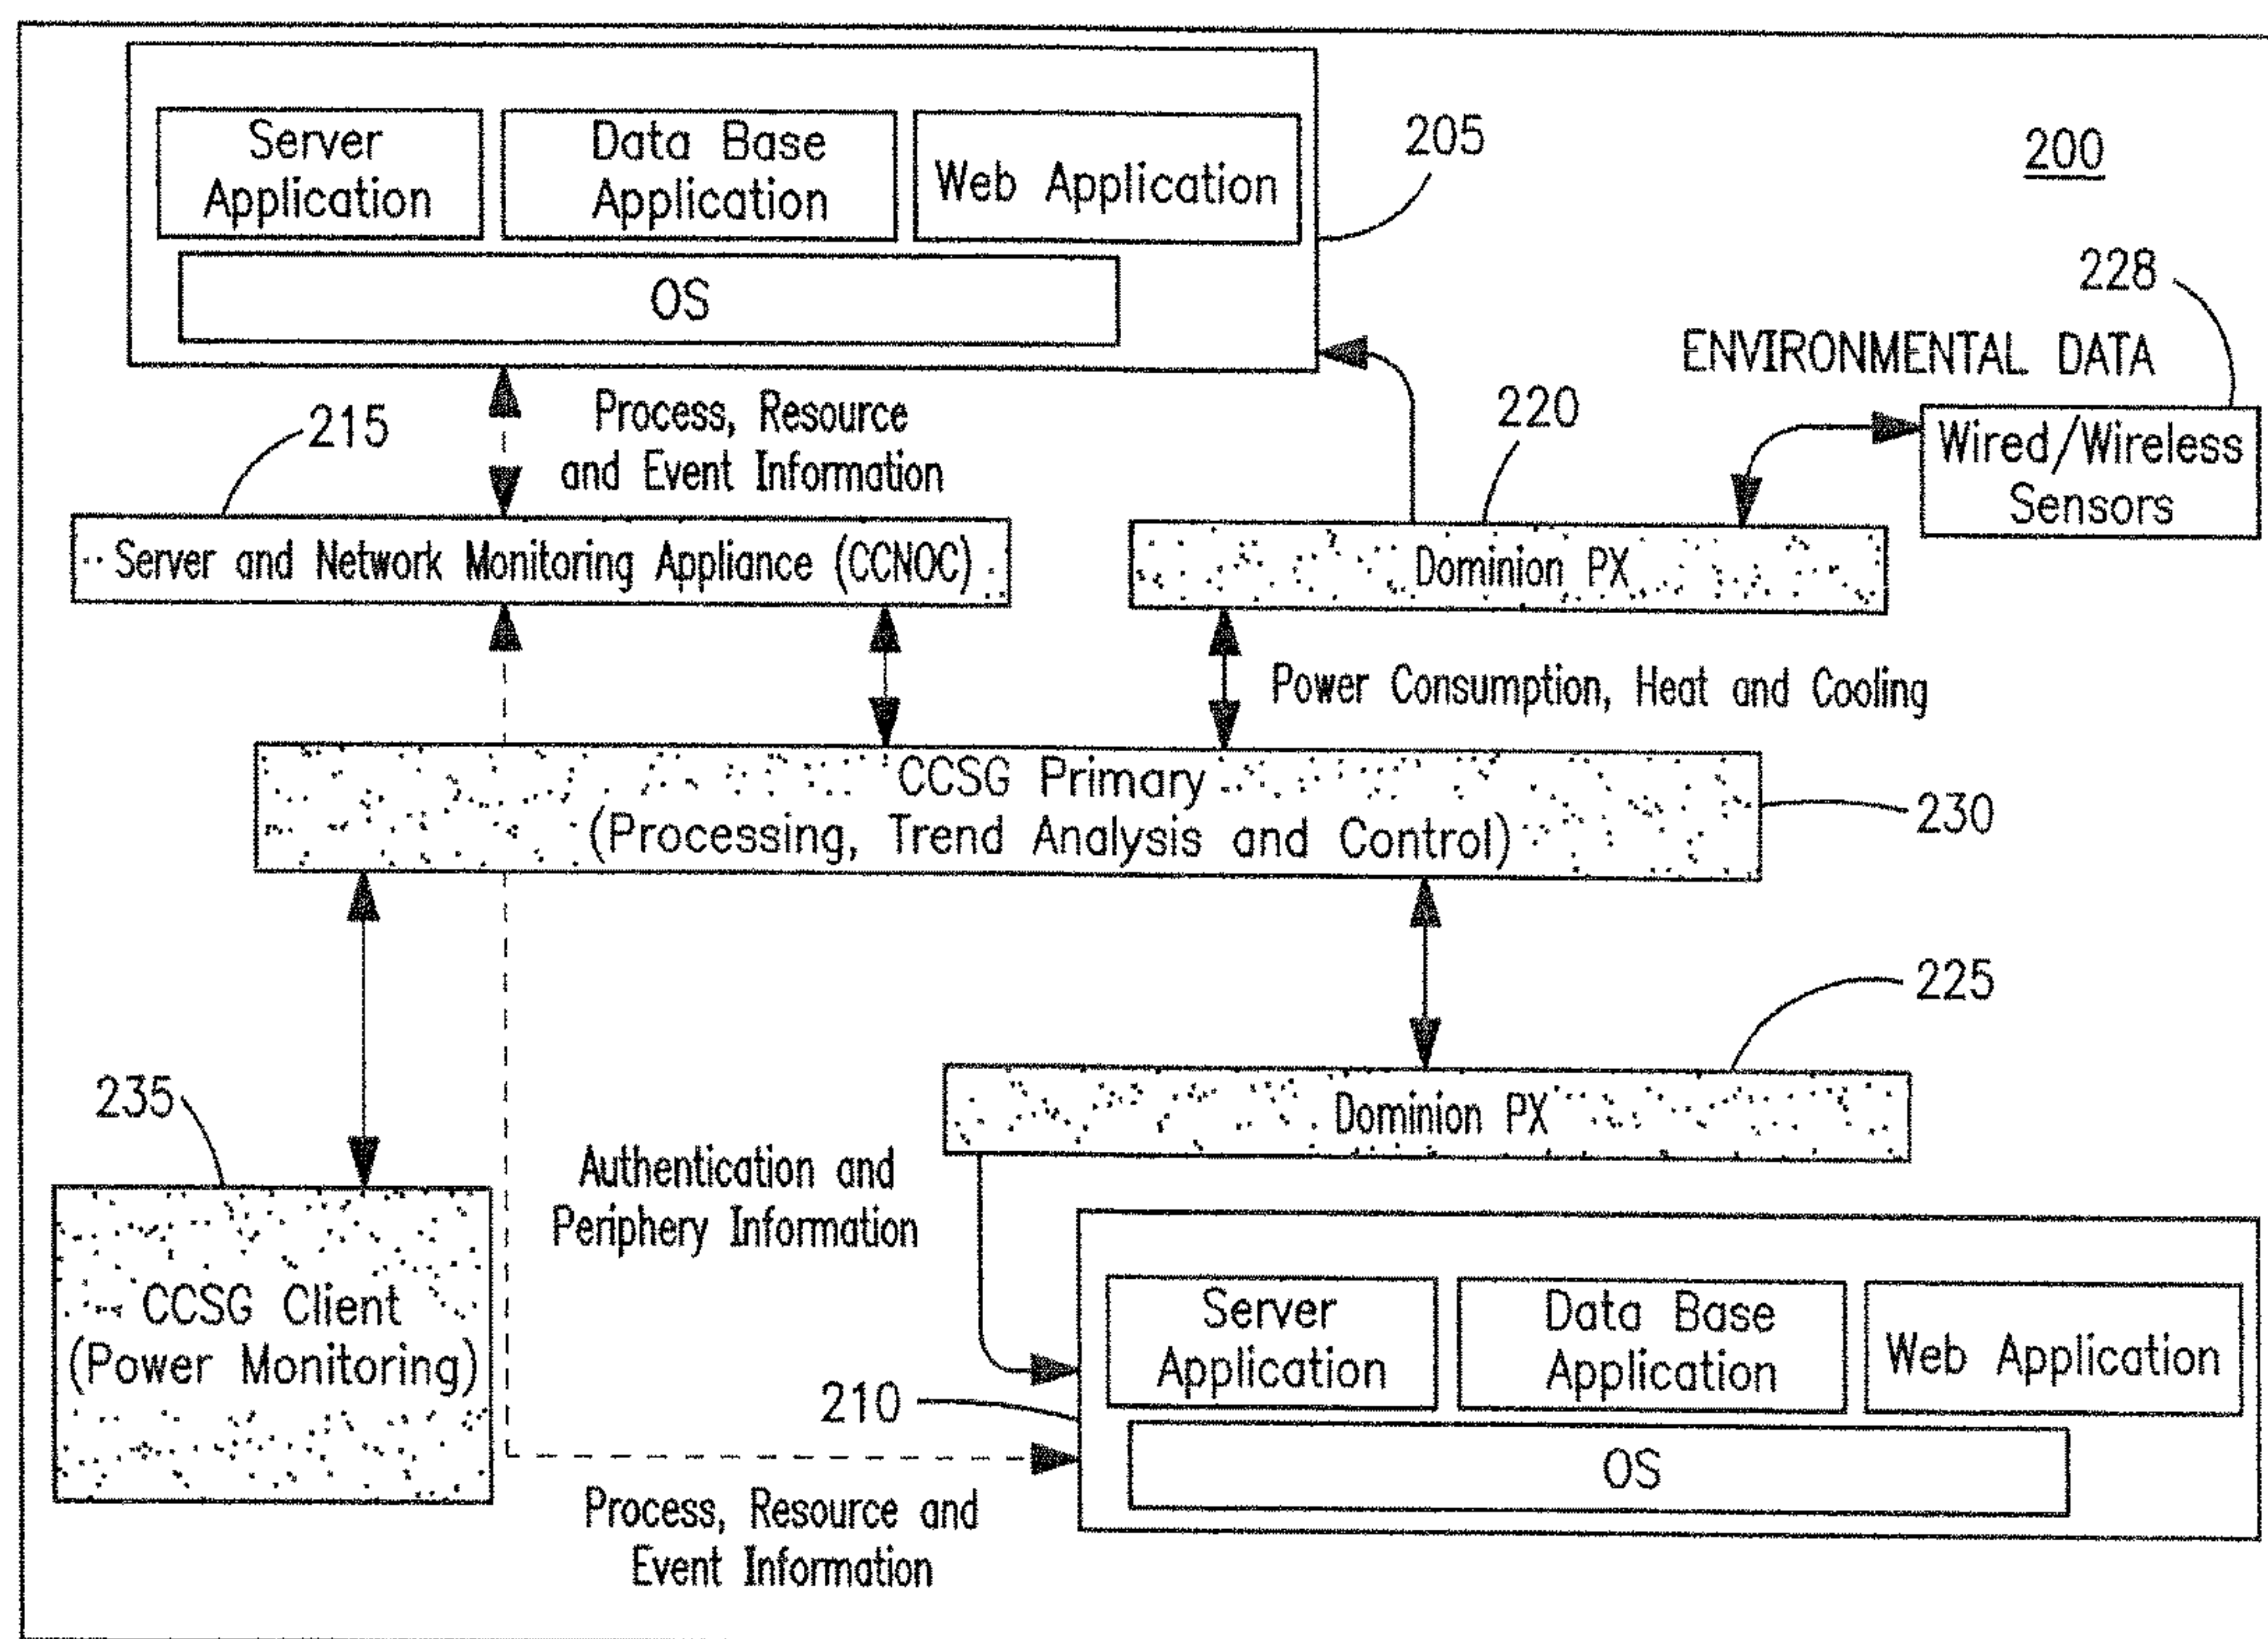 Server
Application
Data Base
Application
Web Application
OS
205
200
228
ENVIRONMENTAL DATA
Wired/Wireless
Sensors
215
Process, Resource
and Event Information
220
Server and Network Monitoring Appliance (CCNOC)
Dominion PX
Power Consumption, Heat and Cooling
CCSG Primary
(Processing, Trend Analysis and Control)
230
225
235
Dominion PX
Authentication and
Periphery Information
CCSG Client
(Power Monitoring)
Server
Application
Data Base
Application
Web Application
210
OS
Process, Resource and
Event Information